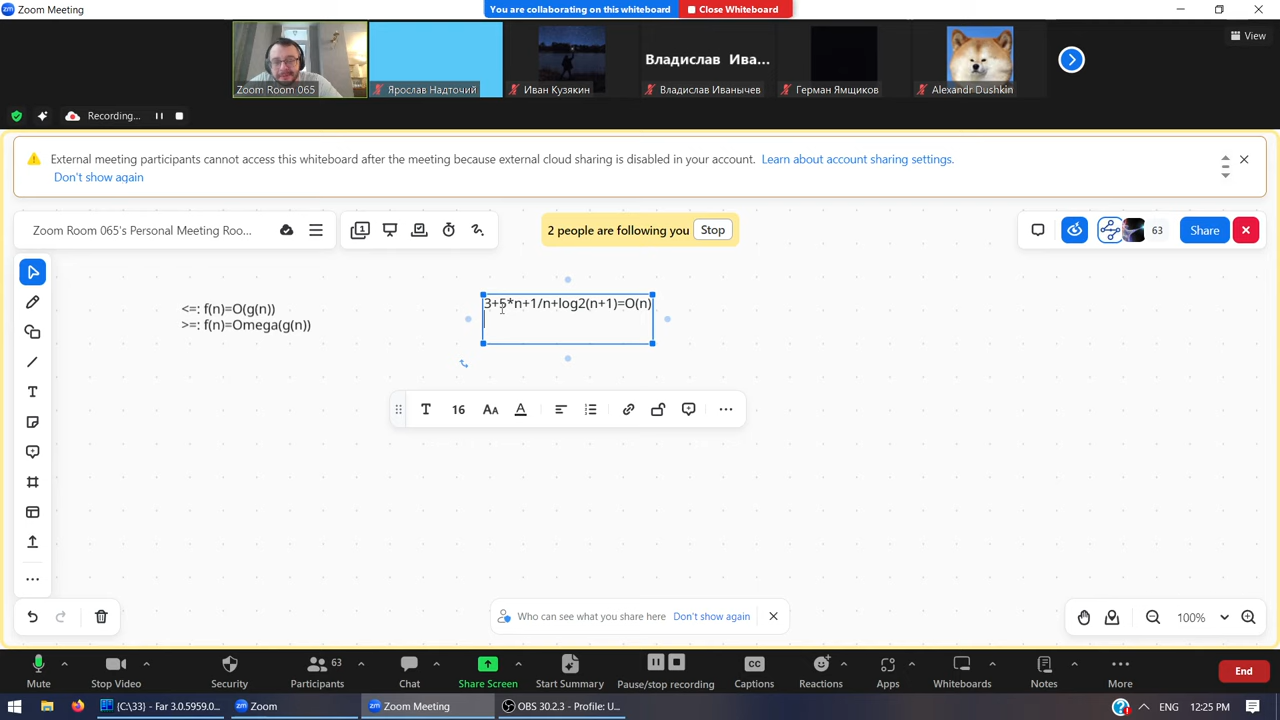 Zoom Meeting
You are collaborating on this whiteboard
Close Whiteboard
View
Zoom Room 065
Ярослав Надточий
Иван Кузякин
Владислав Ива...
Владислав Иванычев
Герман Ямщиков
Alexandr Dushkin
Recording...
External meeting participants cannot access this whiteboard after the meeting because external cloud sharing is disabled in your account. Learn about account sharing settings.
Don't show again
Zoom Room 065's Personal Meeting Roo...
1
2 people are following you
Stop
63
Share
<=: f(n)=O(g(n))
>=: f(n)=Omega(g(n))
3+5*n+1/n+log2(n+1)=O(n)
16
Who can see what you share here
Don't show again
100%
Mute
Stop Video
Security
Participants
63
Chat
Share Screen
Start Summary
Pause/stop recording
Captions
Reactions
Apps
Whiteboards
Notes
More
End
(C:\33) - Far 3.0.5959.0...
Zoom
Zoom Meeting
OBS 30.2.3 - Profile: U...
ENG
12:25 PM